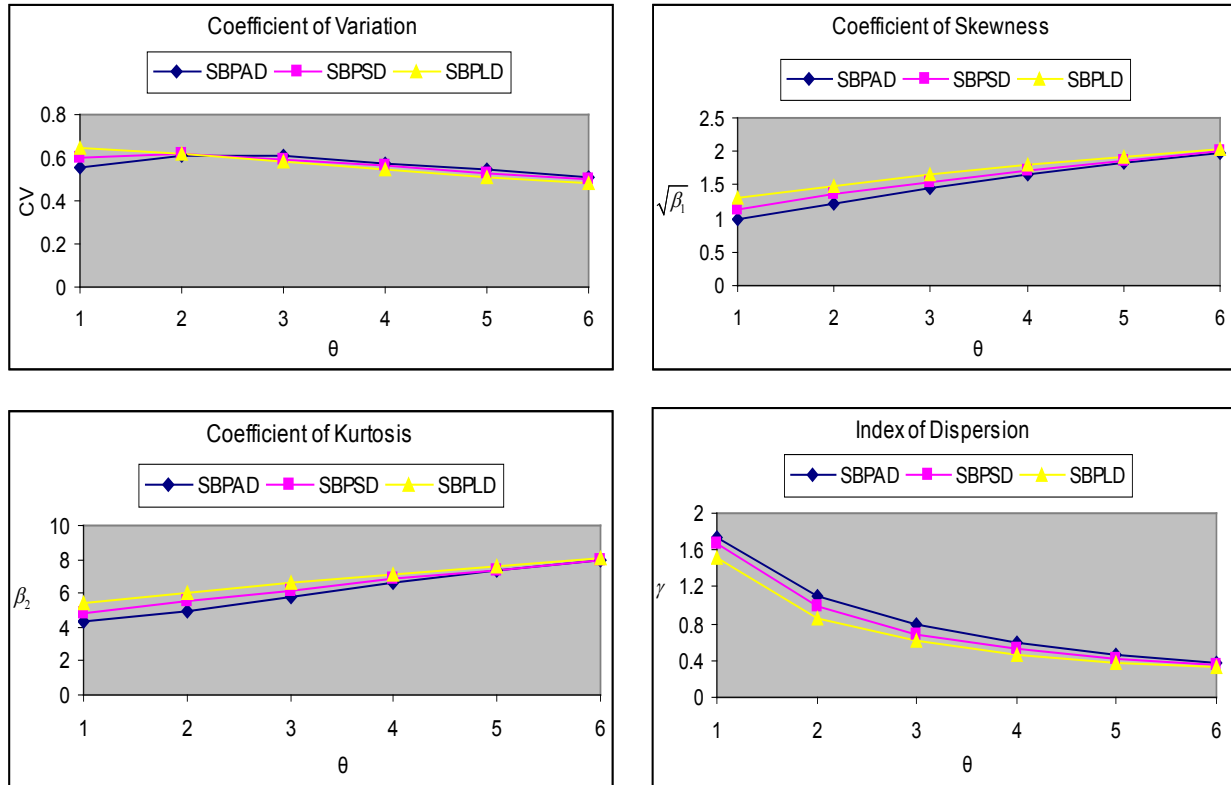 Coefficient of Variation
SBPAD SBPSD SBPLD
0.8
0.6
0.4
0.2
0
CV
1 2 3 4 5 6
θ
Coefficient of Skewness
SBPAD SBPSD SBPLD
2.5
2
1.5
1
0.5
0
√β₁
1 2 3 4 5 6
θ
Coefficient of Kurtosis
SBPAD SBPSD SBPLD
10
8
6
4
2
0
β₂
1 2 3 4 5 6
θ
Index of Dispersion
SBPAD SBPSD SBPLD
2
1.6
1.2
0.8
0.4
0
γ
1 2 3 4 5 6
θ